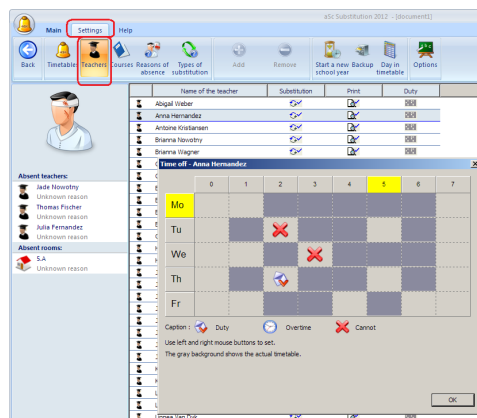 aSc Substitution 2012 - [document1]
Main Settings
Back Timetables Teachers Courses Reasons of absence Types of substitution Add Remove Start a new school year Backup Day in timetable Options
Name of the teacher Substitution Print Duty
Abigail Weber
Anna Hernandez
Antoine Kristiansen
Brianna Nowotny
Brianna Wagner
Time off - Anna Hernandez
0 1 2 3 4 5 6 7
Mo
Tu
We
Th
Fr
Caption : Duty Overtime Cannot
Use left and right mouse buttons to set.
The gray background shows the actual timetable.
OK
Absent teachers:
Jade Nowotny
Unknown reason
Thomas Fischer
Unknown reason
Julia Fernandez
Unknown reason
Absent rooms:
5.A
Unknown reason